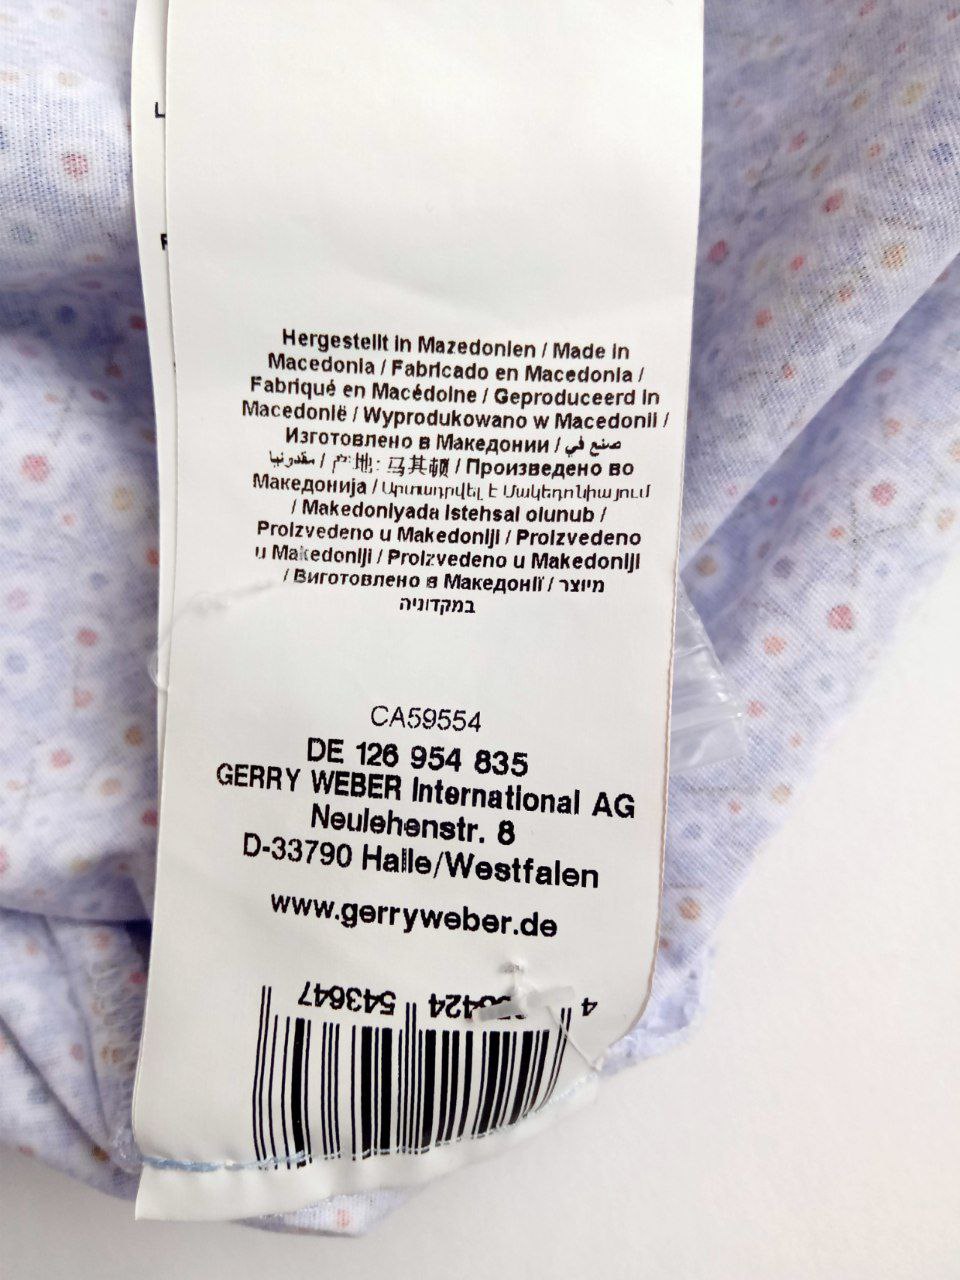 L
Hergestellt in Mazedonien / Made in
Macedonia / Fabricado en Macedonia /
Fabriqué en Macédoine / Geproduceerd in
Macedonië / Wyprodukowano w Macedonii /
Изготовлено в Македонии / صنع في
مقدونيا / 产地: 马其顿 / Произведено во
Македонија / Արտադրվել է Մակեդոնիայում
/ Makedoniyada istehsal olunub /
Proizvedeno u Makedoniji / Proizvedeno
u Makedoniji / Proizvedeno u Makedoniji
/ Виготовлено в Македонії / מיוצר
במקדוניה
CA59554
DE 126 954 835
GERRY WEBER International AG
Neulehenstr. 8
D-33790 Halle/Westfalen
www.gerryweber.de
4 543647